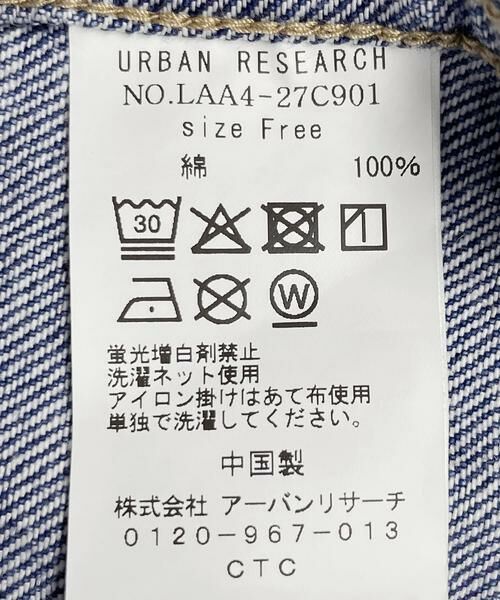 URBAN RESEARCH
NO.LAA4-27C901
size Free
綿 100%
30
W
蛍光増白剤禁止
洗濯ネット使用
アイロン掛けはあて布使用
単独で洗濯してください。
中国製
株式会社 アーバンリサーチ
0120-967-013
CTC